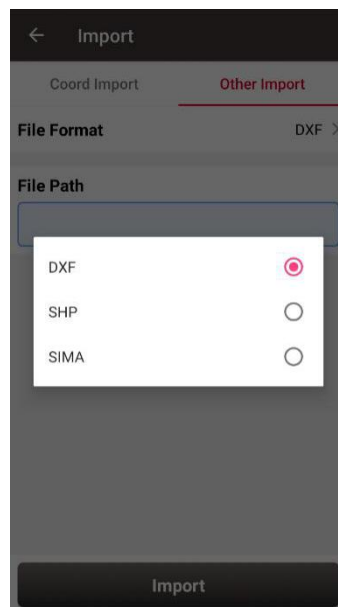 Import
Coord Import Other Import
File Format DXF
File Path
DXF
SHP
SIMA
Import